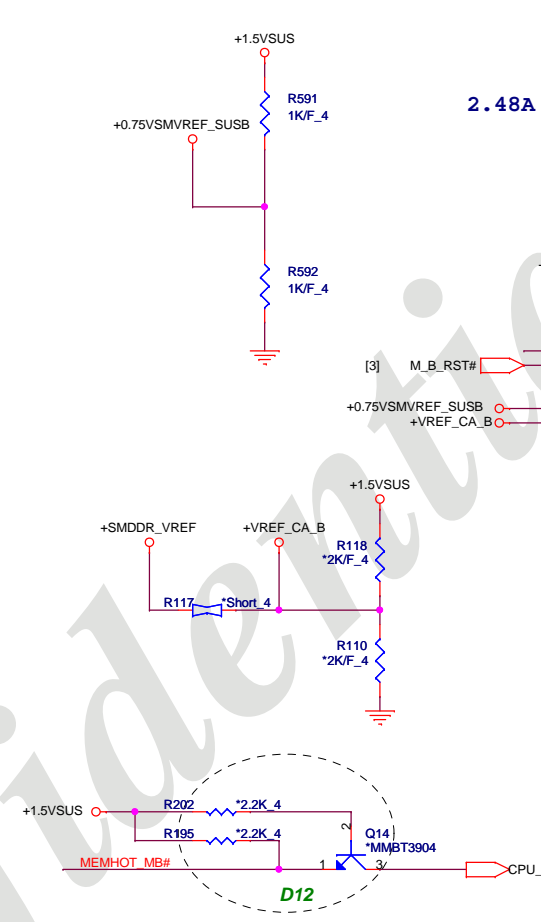 +1.5VSUS
R591
1K/F_4
2.48A
+0.75VSMVREF_SUSB
R592
1K/F_4
[3] M_B_RST#
+0.75VSMVREF_SUSB
+VREF_CA_B
+1.5VSUS
+SMDDR_VREF +VREF_CA_B
R118
*2K/F_4
R117 *Short_4
R110
*2K/F_4
+1.5VSUS R202 *2.2K_4
2 Q14
R195 *2.2K_4 *MMBT3904
MEMHOT_MB# 1 3 CPU_
D12